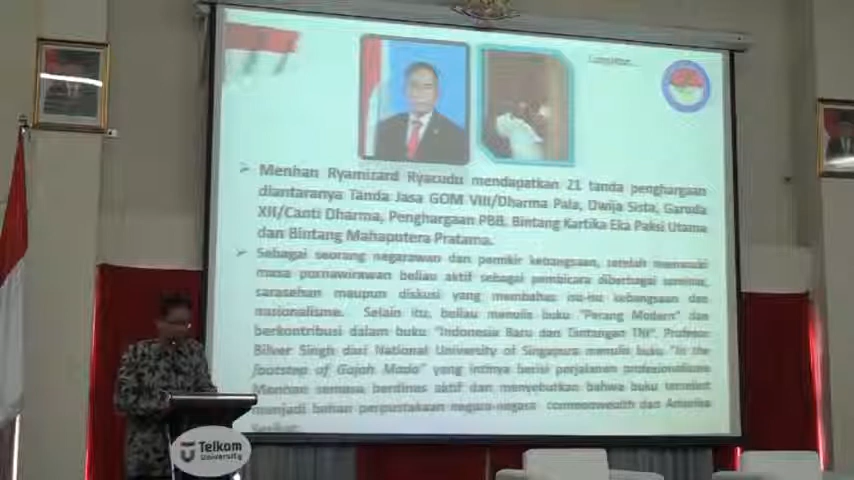 Lanjutan...
Menhan Ryamizard Ryacudu mendapatkan 21 tanda penghargaan
diantaranya Tanda Jasa GOM VIII/Dharma Pala, Dwija Sista, Garuda
XII/Canti Dharma, Penghargaan PBB, Bintang Kartika Eka Paksi Utama
dan Bintang Mahaputera Pratama.
Sebagai seorang negarawan dan pemikir kebangsaan, setelah memasuki
masa purnawirawan beliau aktif sebagai pembicara diberbagai seminar,
sarasehan maupun diskusi yang membahas isu-isu kebangsaan dan
nasionalisme. Selain itu, beliau menulis buku "Perang Modern" dan
berkontribusi dalam buku "Indonesia Baru dan Tantangan TNI". Profesor
Bilver Singh dari National University of Singapura menulis buku "In the
footstep of Gajah Mada" yang intinya berisi perjalanan profesionalisme
Menhan semasa berdinas aktif dan menyebutkan bahwa buku tersebut
menjadi bahan perpustakaan negara-negara commonwealth dan Amerika
Serikat.
Telkom
University